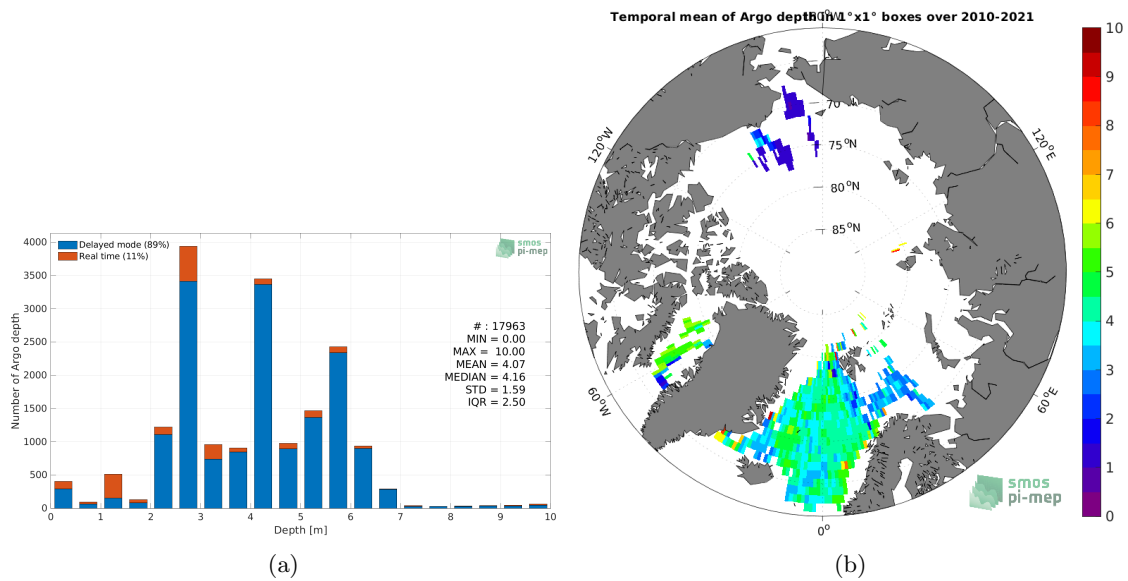 Temporal mean of Argo depth in 1°x1° boxes over 2010-2021
Delayed mode (89%)
Real time (11%)
smos
pi-mep
# : 17963
MIN = 0.00
MAX = 10.00
MEAN = 4.07
MEDIAN = 4.16
STD = 1.59
IQR = 2.50
Number of Argo depth
4000
3500
3000
2500
2000
1500
1000
500
0
0 1 2 3 4 5 6 7 8 9 10
Depth [m]
(a)
120°W
120°E
60°W
60°E
0°
75°N
80°N
85°N
smos
pi-mep
10
9
8
7
6
5
4
3
2
1
0
(b)